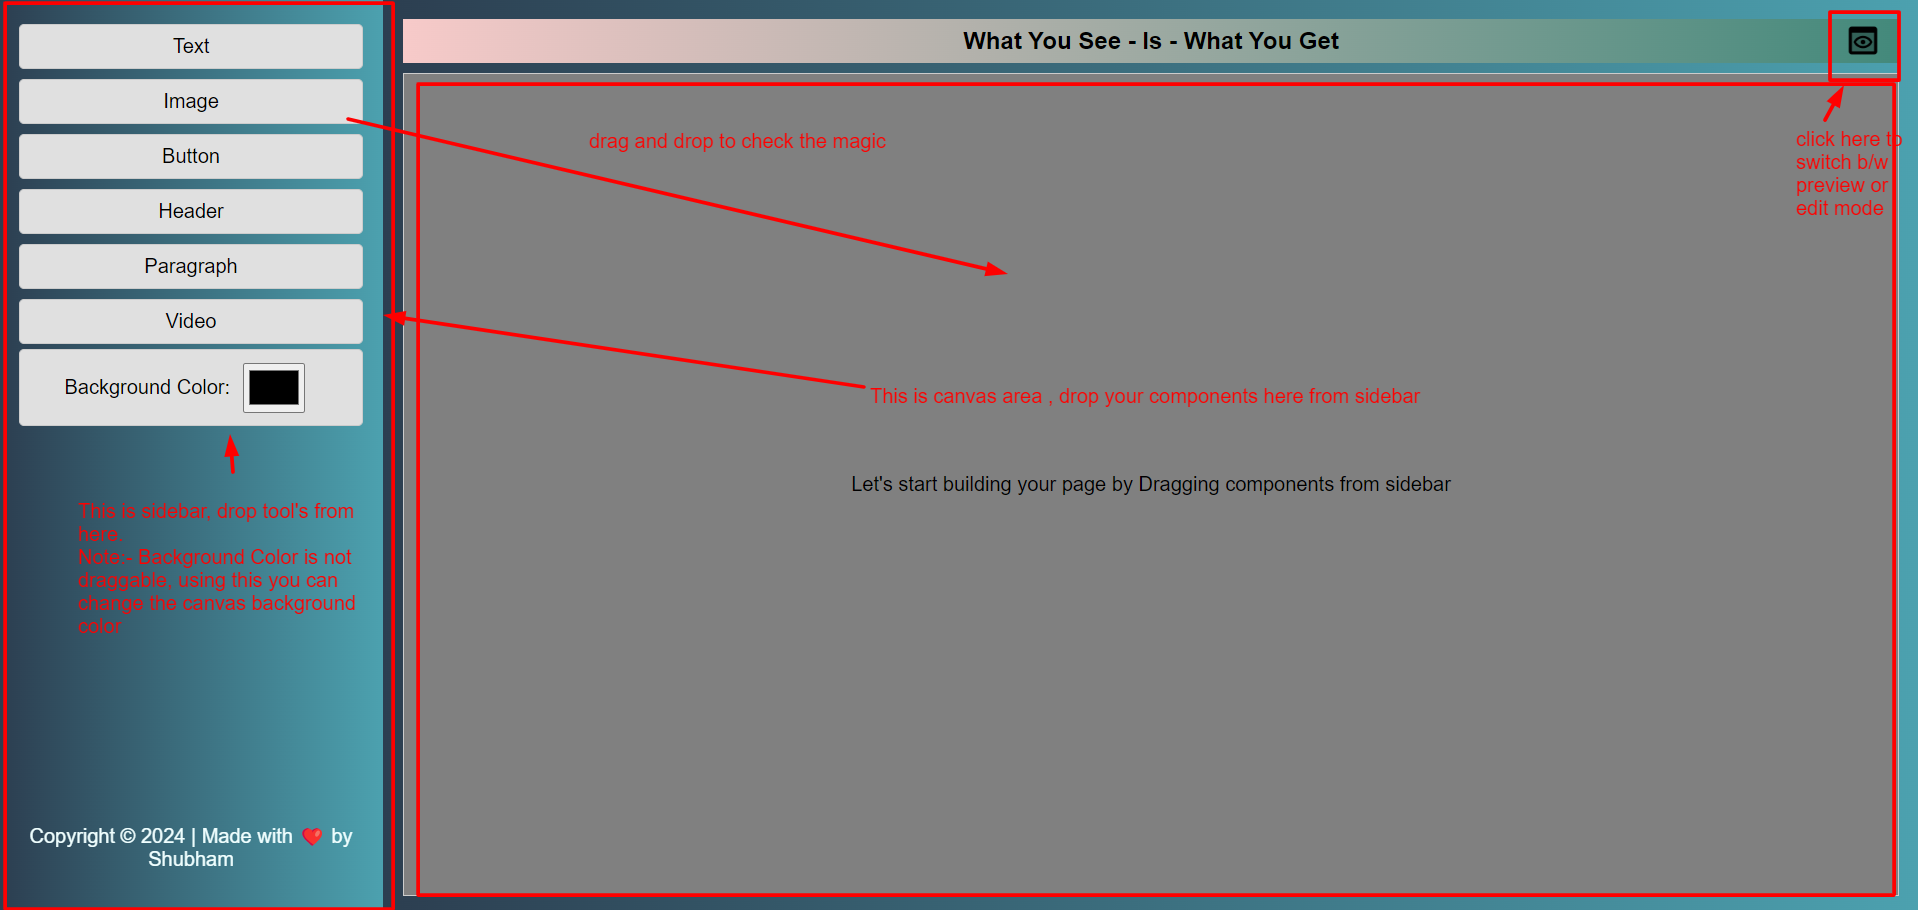 Text
Image
Button
Header
Paragraph
Video
Background Color:
This is sidebar, drop tool's from
here.
Note:- Background Color is not
draggable, using this you can
change the canvas background
color
Copyright © 2024 | Made with ❤️ by
Shubham
What You See - Is - What You Get
drag and drop to check the magic
click here to
switch b/w
preview or
edit mode
This is canvas area , drop your components here from sidebar
Let's start building your page by Dragging components from sidebar